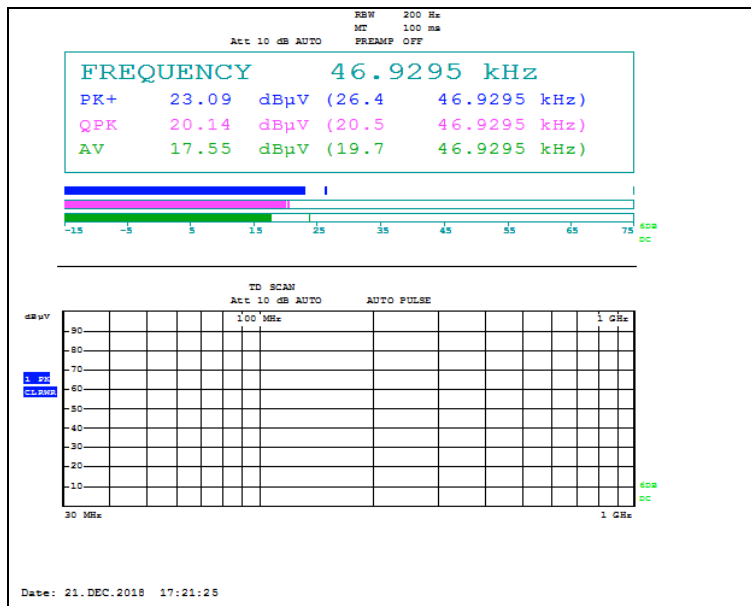 RBW 200 Hz
MT 100 ms
Att 10 dB AUTO PREAMP OFF
FREQUENCY 46.9295 kHz
PK+ 23.09 dBµV (26.4 46.9295 kHz)
QPK 20.14 dBµV (20.5 46.9295 kHz)
AV 17.55 dBµV (19.7 46.9295 kHz)
-15 -5 5 15 25 35 45 55 65 75
6DB
DC
TD SCAN
Att 10 dB AUTO AUTO PULSE
dBµV 100 MHz 1 GHz
90
80
70
1 PK
60
CLRWR
50
40
30
20
10
6DB
DC
30 MHz 1 GHz
Date: 21.DEC.2018 17:21:25